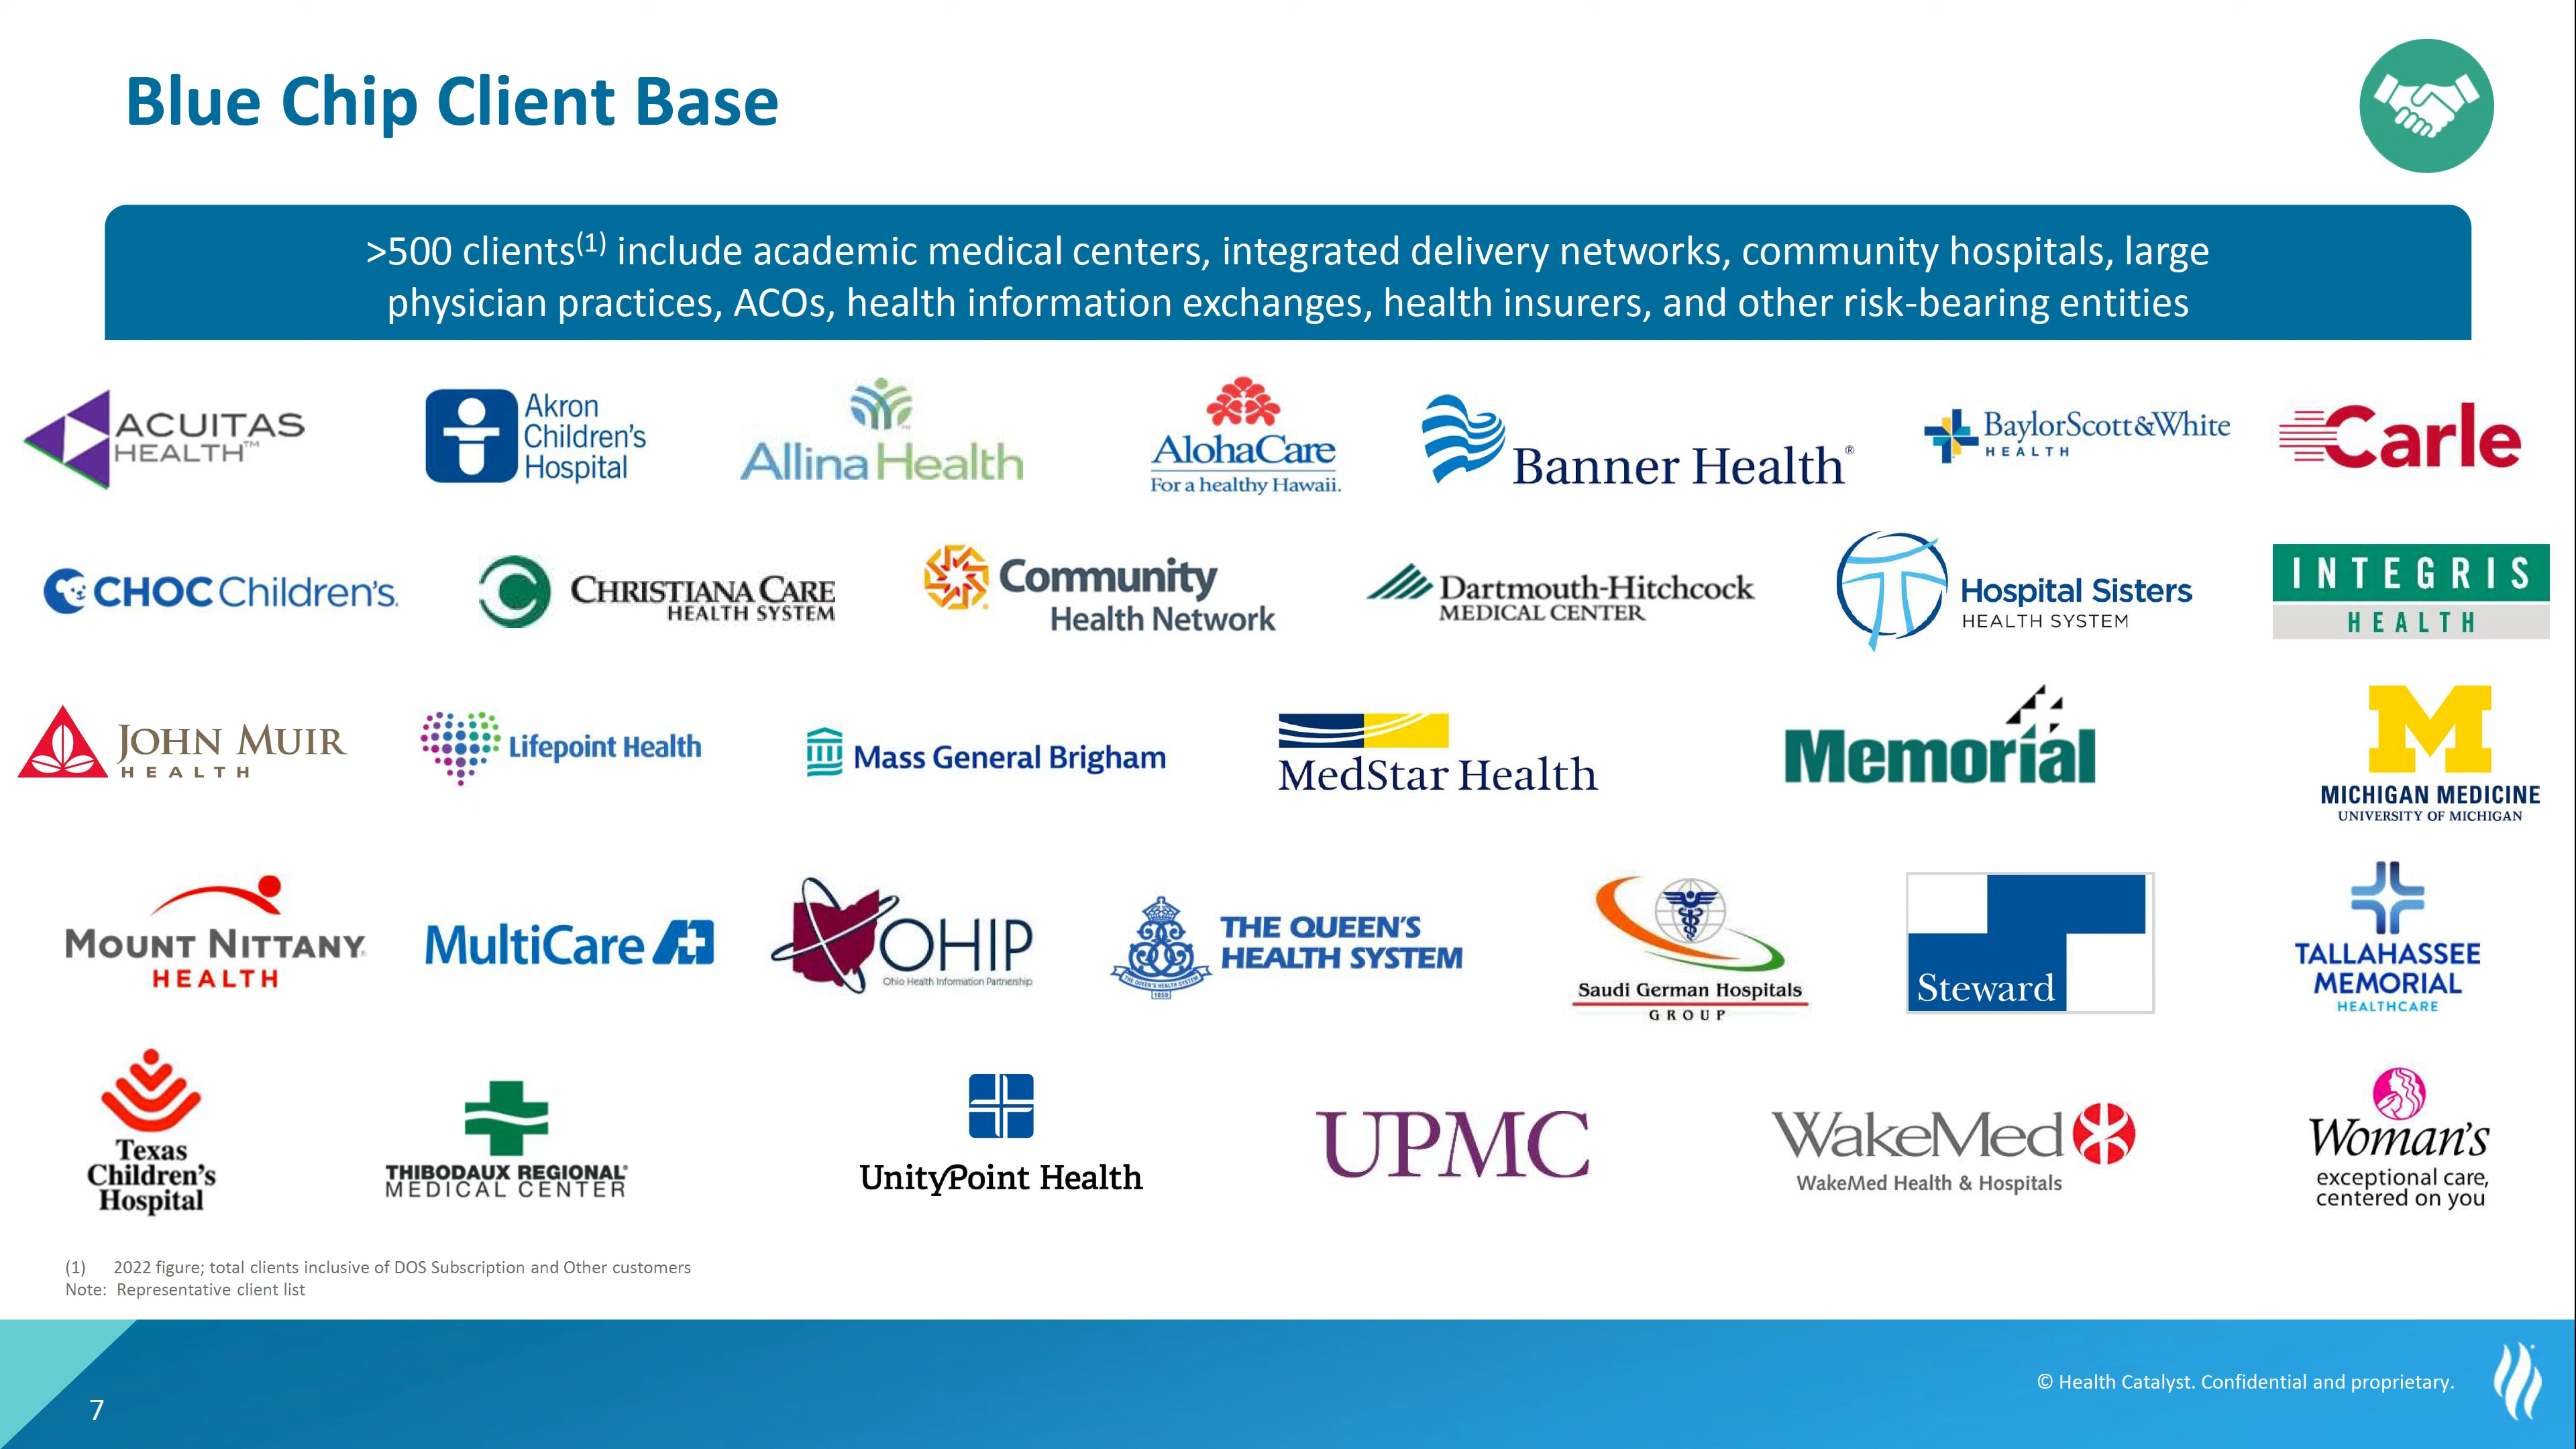 Blue Chip Client Base
>500 clients(1) include academic medical centers, integrated delivery networks, community hospitals, large
physician practices, ACOs, health information exchanges, health insurers, and other risk-bearing entities
ACUITAS
HEALTH™
Akron
Children's
Hospital
Allina Health
AlohaCare
For a healthy Hawaii.
Banner Health®
BaylorScott&White
HEALTH
Carle
CHOC Children's.
CHRISTIANA CARE
HEALTH SYSTEM
Community
Health Network
Dartmouth-Hitchcock
MEDICAL CENTER
Hospital Sisters
HEALTH SYSTEM
INTEGRIS
HEALTH
JOHN MUIR
HEALTH
Lifepoint Health
Mass General Brigham
MedStar Health
Memorial
M
MICHIGAN MEDICINE
UNIVERSITY OF MICHIGAN
MOUNT NITTANY
HEALTH
MultiCare
OHIP
Ohio Health Information Partnership
THE QUEEN'S HEALTH SYSTEM
1859
THE QUEEN'S
HEALTH SYSTEM
Saudi German Hospitals
GROUP
Steward
TALLAHASSEE
MEMORIAL
HEALTHCARE
Texas
Children's
Hospital
THIBODAUX REGIONAL®
MEDICAL CENTER
UnityPoint Health
UPMC
WakeMed
WakeMed Health & Hospitals
Woman's
exceptional care,
centered on you
(1) 2022 figure; total clients inclusive of DOS Subscription and Other customers
Note: Representative client list
© Health Catalyst. Confidential and proprietary.
7